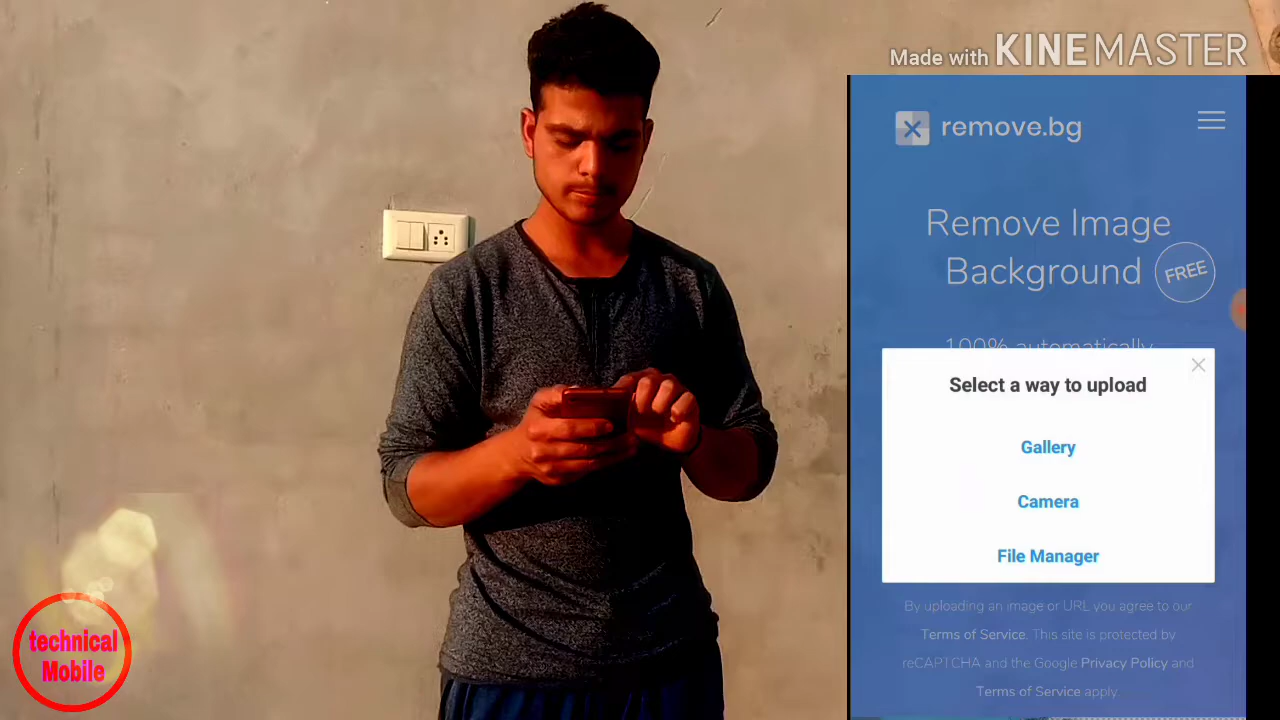 Made with KINEMASTER
remove.bg
Remove Image
Background FREE
100% automatically
Select a way to upload
Gallery
Camera
File Manager
By uploading an image or URL you agree to our
Terms of Service. This site is protected by
reCAPTCHA and the Google Privacy Policy and
Terms of Service apply.
technical
Mobile